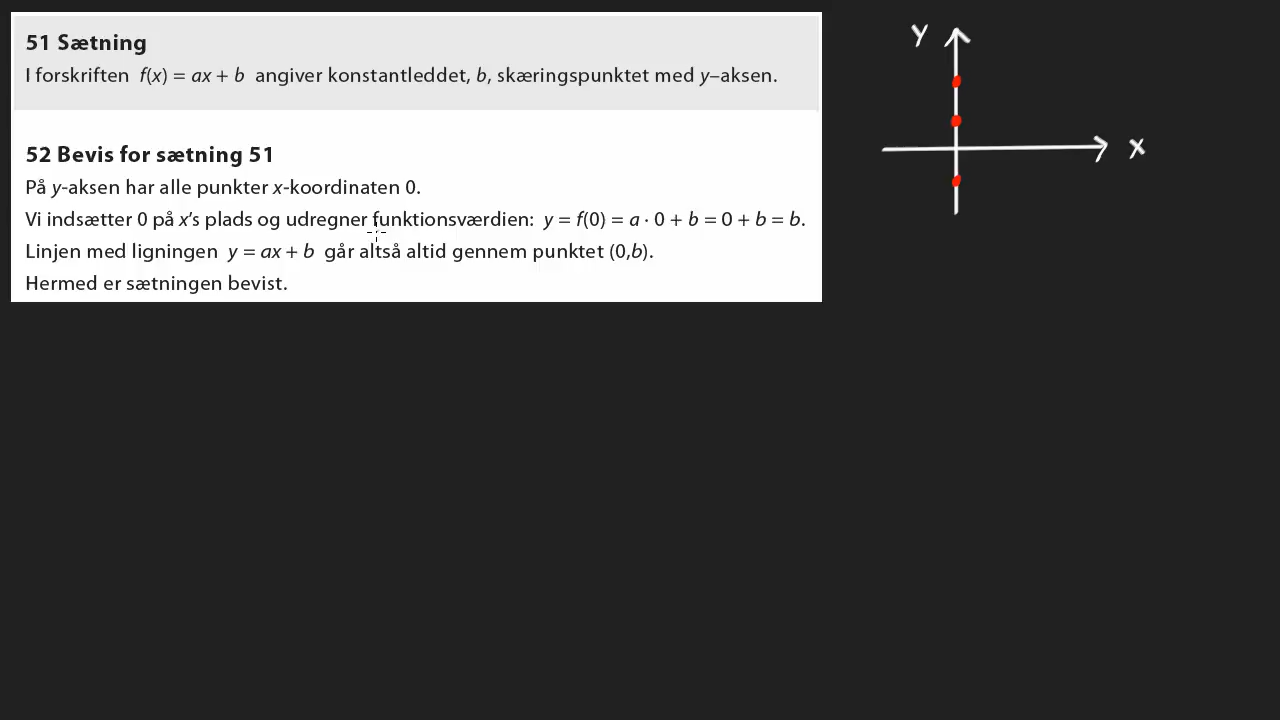 51 Sætning
I forskriften f(x) = ax + b angiver konstantleddet, b, skæringspunktet med y–aksen.
52 Bevis for sætning 51
På y-aksen har alle punkter x-koordinaten 0.
Vi indsætter 0 på x’s plads og udregner funktionsværdien: y = f(0) = a · 0 + b = 0 + b = b.
Linjen med ligningen y = ax + b går altså altid gennem punktet (0,b).
Hermed er sætningen bevist.
y
x